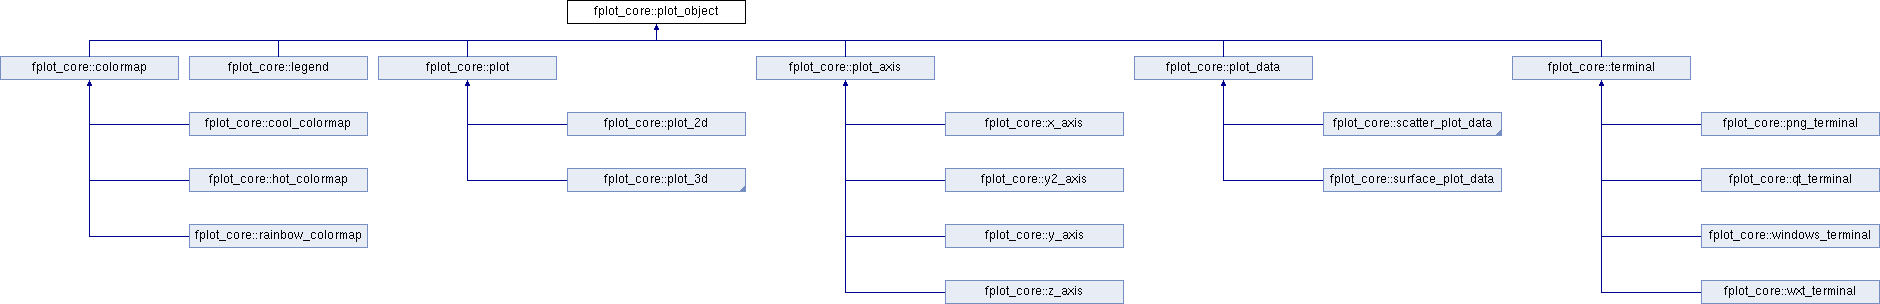 fplot_core::plot_object
fplot_core::colormap
fplot_core::legend
fplot_core::plot
fplot_core::plot_axis
fplot_core::plot_data
fplot_core::terminal
fplot_core::cool_colormap
fplot_core::plot_2d
fplot_core::x_axis
fplot_core::scatter_plot_data
fplot_core::png_terminal
fplot_core::hot_colormap
fplot_core::plot_3d
fplot_core::y2_axis
fplot_core::surface_plot_data
fplot_core::qt_terminal
fplot_core::rainbow_colormap
fplot_core::y_axis
fplot_core::windows_terminal
fplot_core::z_axis
fplot_core::wxt_terminal